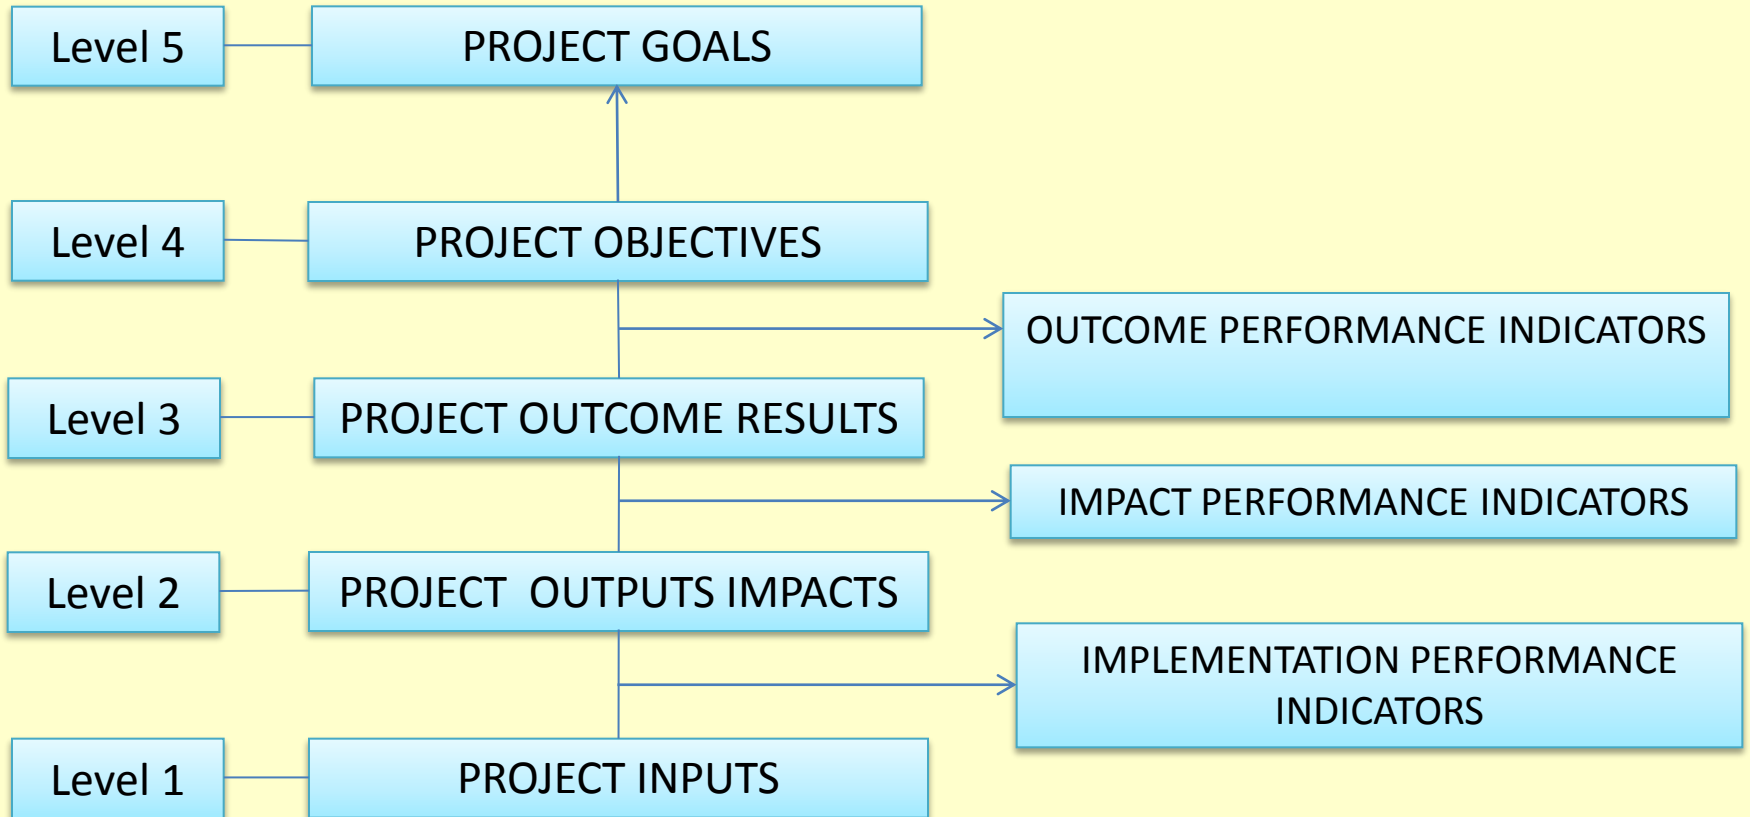 Level 5
PROJECT GOALS
Level 4
PROJECT OBJECTIVES
OUTCOME PERFORMANCE INDICATORS
Level 3
PROJECT OUTCOME RESULTS
IMPACT PERFORMANCE INDICATORS
Level 2
PROJECT  OUTPUTS IMPACTS
IMPLEMENTATION PERFORMANCE
INDICATORS
Level 1
PROJECT INPUTS